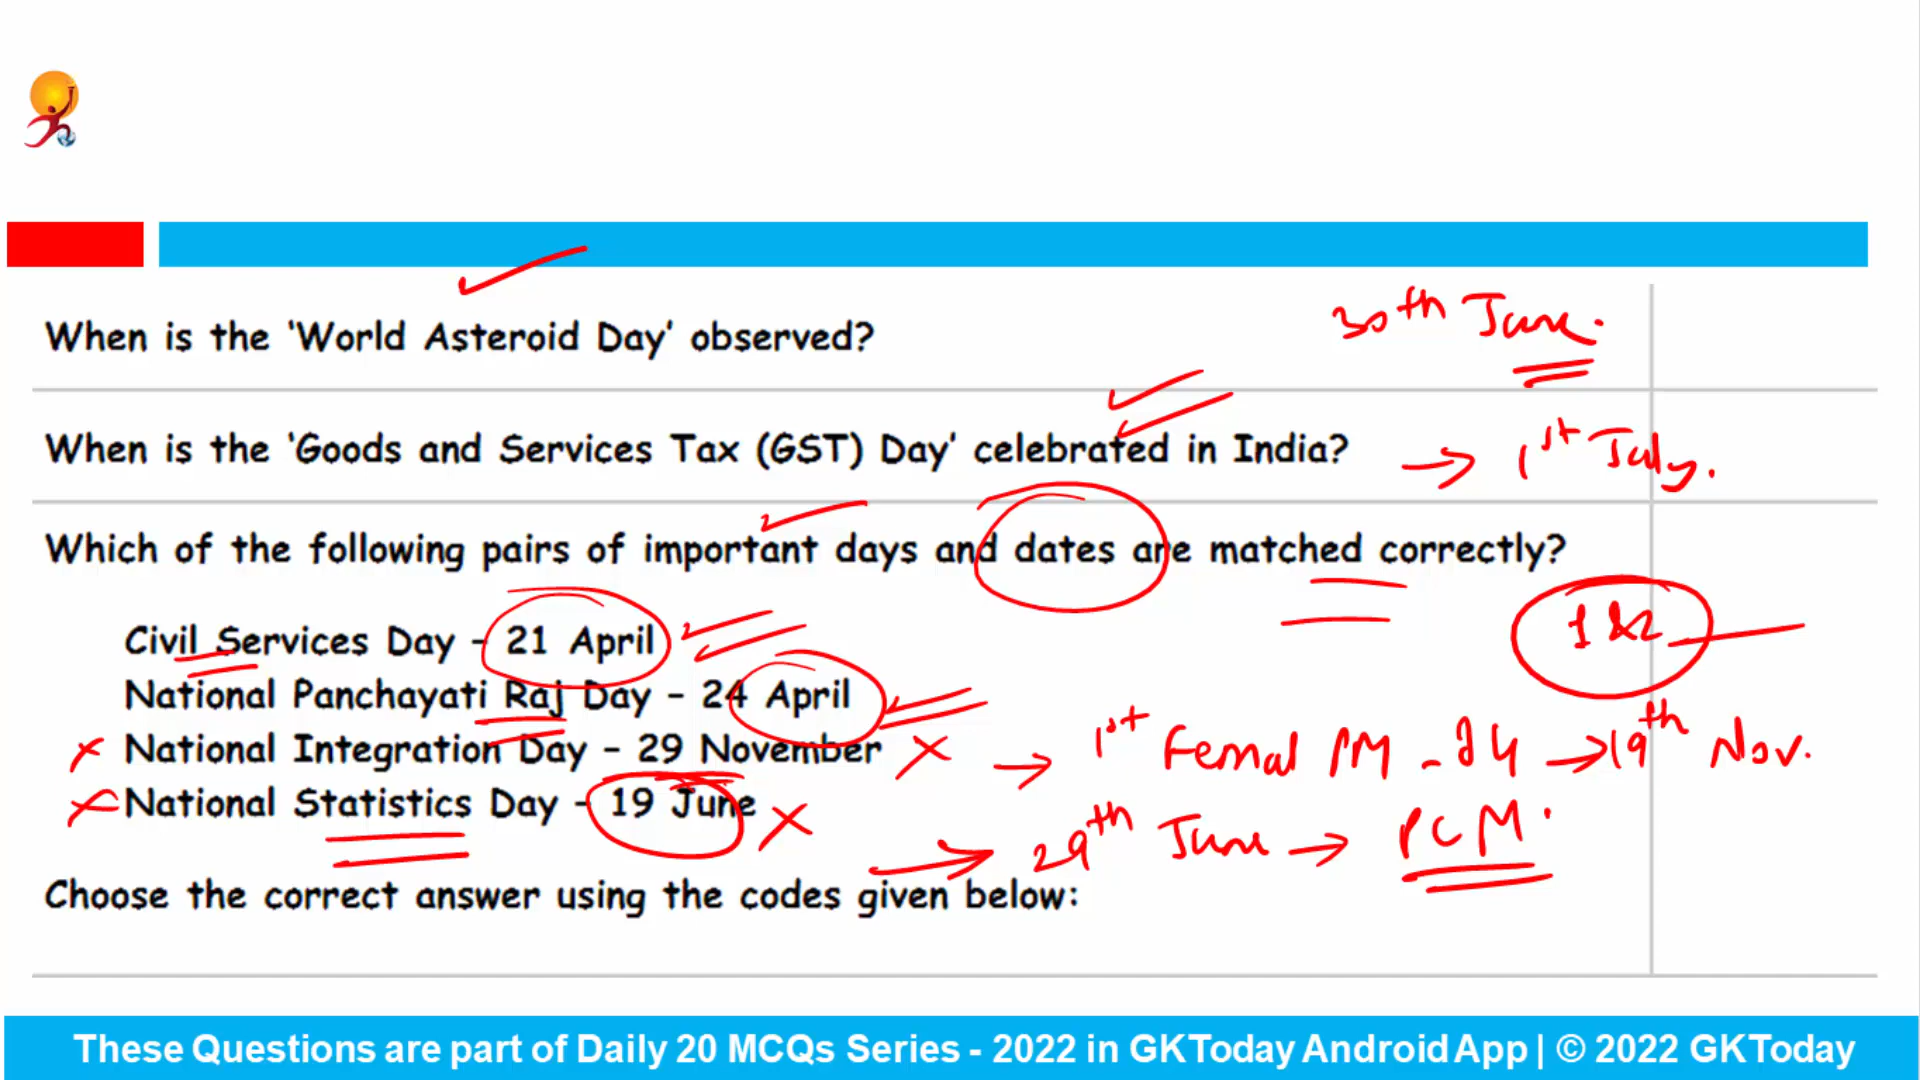 30th June.
When is the 'World Asteroid Day' observed?
When is the 'Goods and Services Tax (GST) Day' celebrated in India? → 1st July.
Which of the following pairs of important days and dates are matched correctly?
Civil Services Day – 21 April
1 & 2
National Panchayati Raj Day – 24 April
National Integration Day – 29 November → 1st Femal PM - → 19th Nov.
National Statistics Day – 19 June → 29th June → PCM.
Choose the correct answer using the codes given below:
These Questions are part of Daily 20 MCQs Series - 2022 in GKToday Android App | © 2022 GKToday